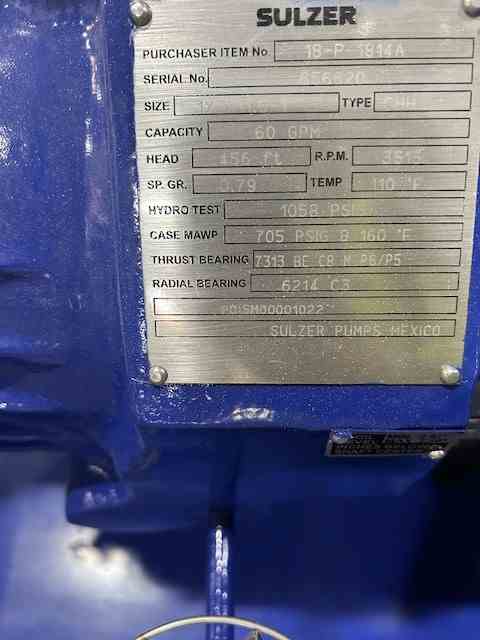 SULZER
PURCHASER ITEM No. 18-P-1814A
SERIAL No.
SIZE TYPE
CAPACITY 60 GPM
HEAD 456 Ft R.P.M.
SP. GR. 0.79 TEMP 110 °F
HYDRO TEST 1058 PSIG
CASE MAWP 705 PSIG @ 160 °F
THRUST BEARING 7313 BE CR M P6/P5
RADIAL BEARING 6214 C3
SULZER PUMPS, MEXICO